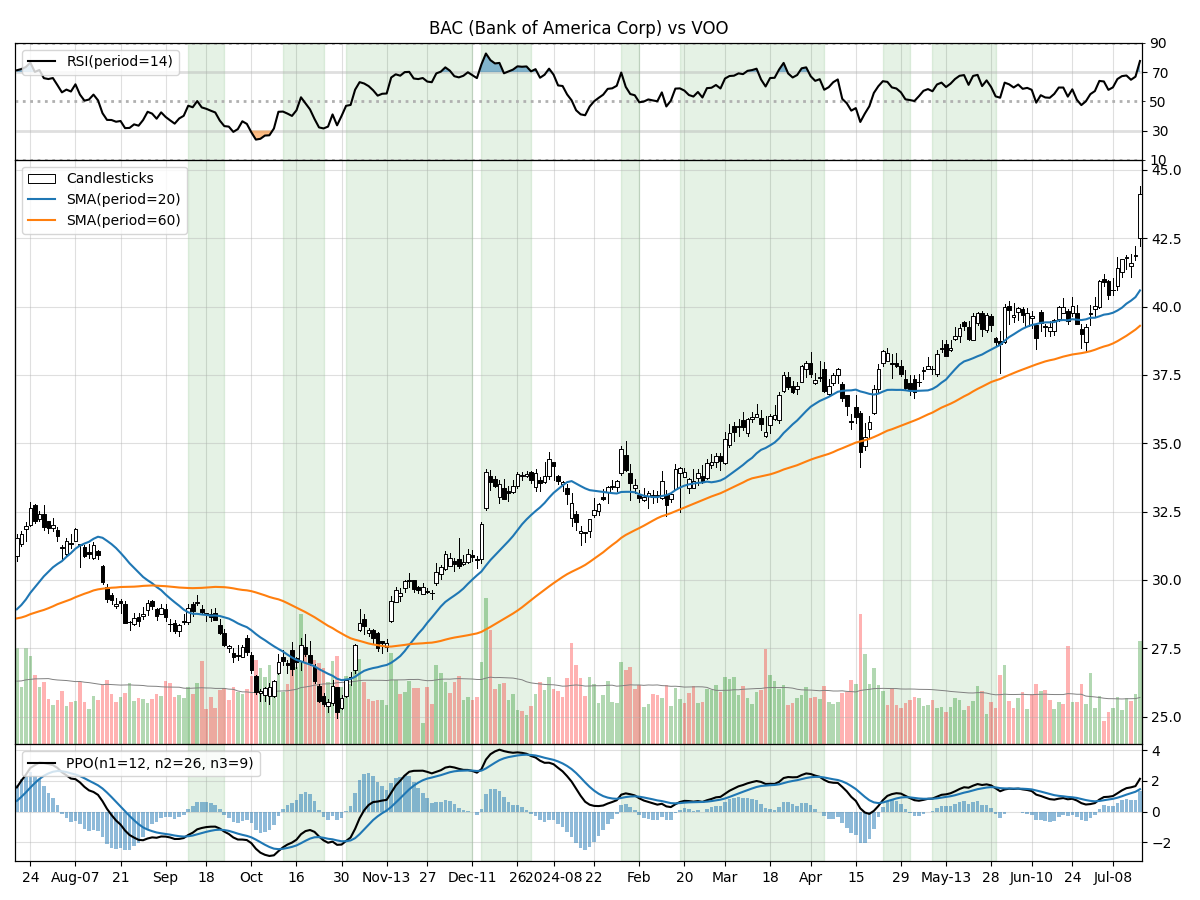 BAC (Bank of America Corp) vs VOO
RSI(period=14)
90
70
50
30
10
Candlesticks
SMA(period=20)
SMA(period=60)
45.0
42.5
40.0
37.5
35.0
32.5
30.0
27.5
25.0
PPO(n1=12, n2=26, n3=9)
4
2
0
−2
24 Aug-07 21 Sep 18 Oct 16 30 Nov-13 27 Dec-11 26 2024-08 22 Feb 20 Mar 18 Apr 15 29 May-13 28 Jun-10 24 Jul-08